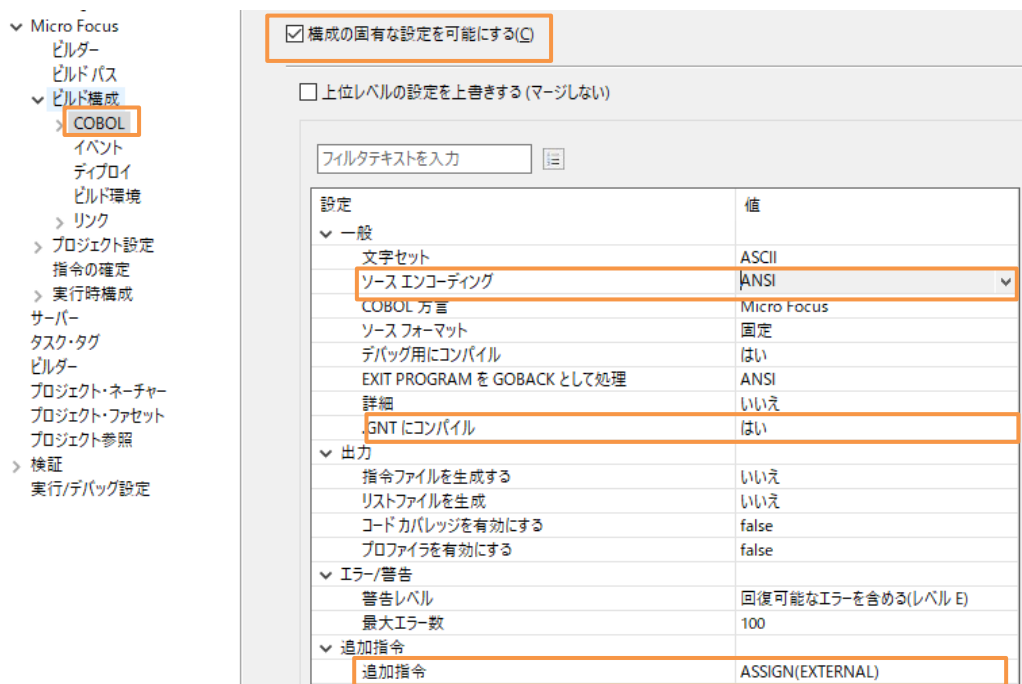 Micro Focus
ビルダー
ビルド パス
ビルド構成
COBOL
イベント
ディプロイ
ビルド環境
リンク
プロジェクト設定
指令の確定
実行時構成
サーバー
タスク・タグ
ビルダー
プロジェクト・ネーチャー
プロジェクト・ファセット
プロジェクト参照
検証
実行/デバッグ設定
構成の固有な設定を可能にする(C)
上位レベルの設定を上書きする (マージしない)
フィルタテキストを入力
設定 値
一般
文字セット ASCII
ソース エンコーディング ANSI
COBOL 方言 Micro Focus
ソース フォーマット 固定
デバッグ用にコンパイル はい
EXIT PROGRAM を GOBACK として処理 ANSI
詳細 いいえ
.GNT にコンパイル はい
出力
指令ファイルを生成する いいえ
リストファイルを生成 いいえ
コード カバレッジを有効にする false
プロファイラを有効にする false
エラー/警告
警告レベル 回復可能なエラーを含める(レベル E)
最大エラー数 100
追加指令
追加指令 ASSIGN(EXTERNAL)